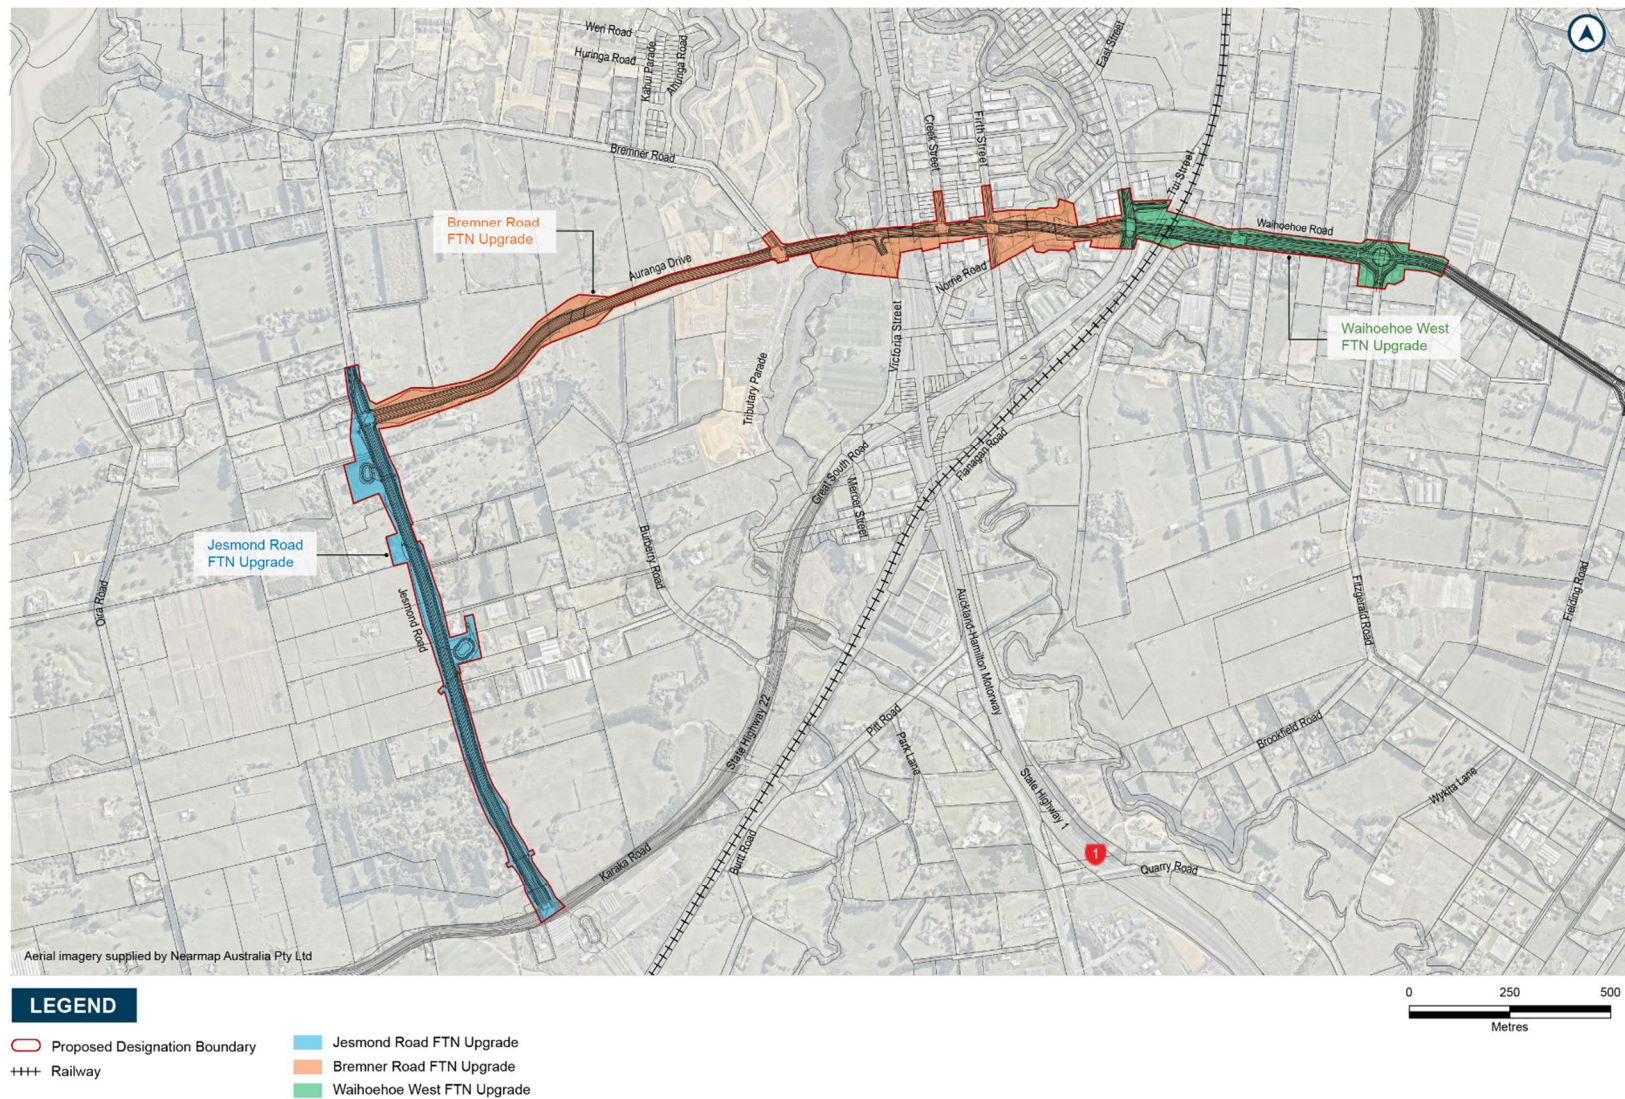 Weri Road
Huringa Road
Kahui Parade
Ahunga Road
East Street
Bremner Road
Creek Street
Firth Street
Tui Street
Bremner Road
FTN Upgrade
Auranga Drive
Waihoehoe Road
Norrie Road
Victoria Street
Waihoehoe West
FTN Upgrade
Tributary Parade
Great South Road
Mercer Street
Flanagan Road
Jesmond Road
FTN Upgrade
Burberry Road
Oira Road
Jesmond Road
Fitzgerald Road
Fielding Road
Auckland-Hamilton Motorway
State Highway 22
Pitt Road
Park Lane
Brookfield Road
Wykita Lane
State Highway 1
1
Karaka Road
Burtt Road
Quarry Road
Aerial imagery supplied by Nearmap Australia Pty Ltd
LEGEND
Proposed Designation Boundary
Railway
Jesmond Road FTN Upgrade
Bremner Road FTN Upgrade
Waihoehoe West FTN Upgrade
0 250 500
Metres